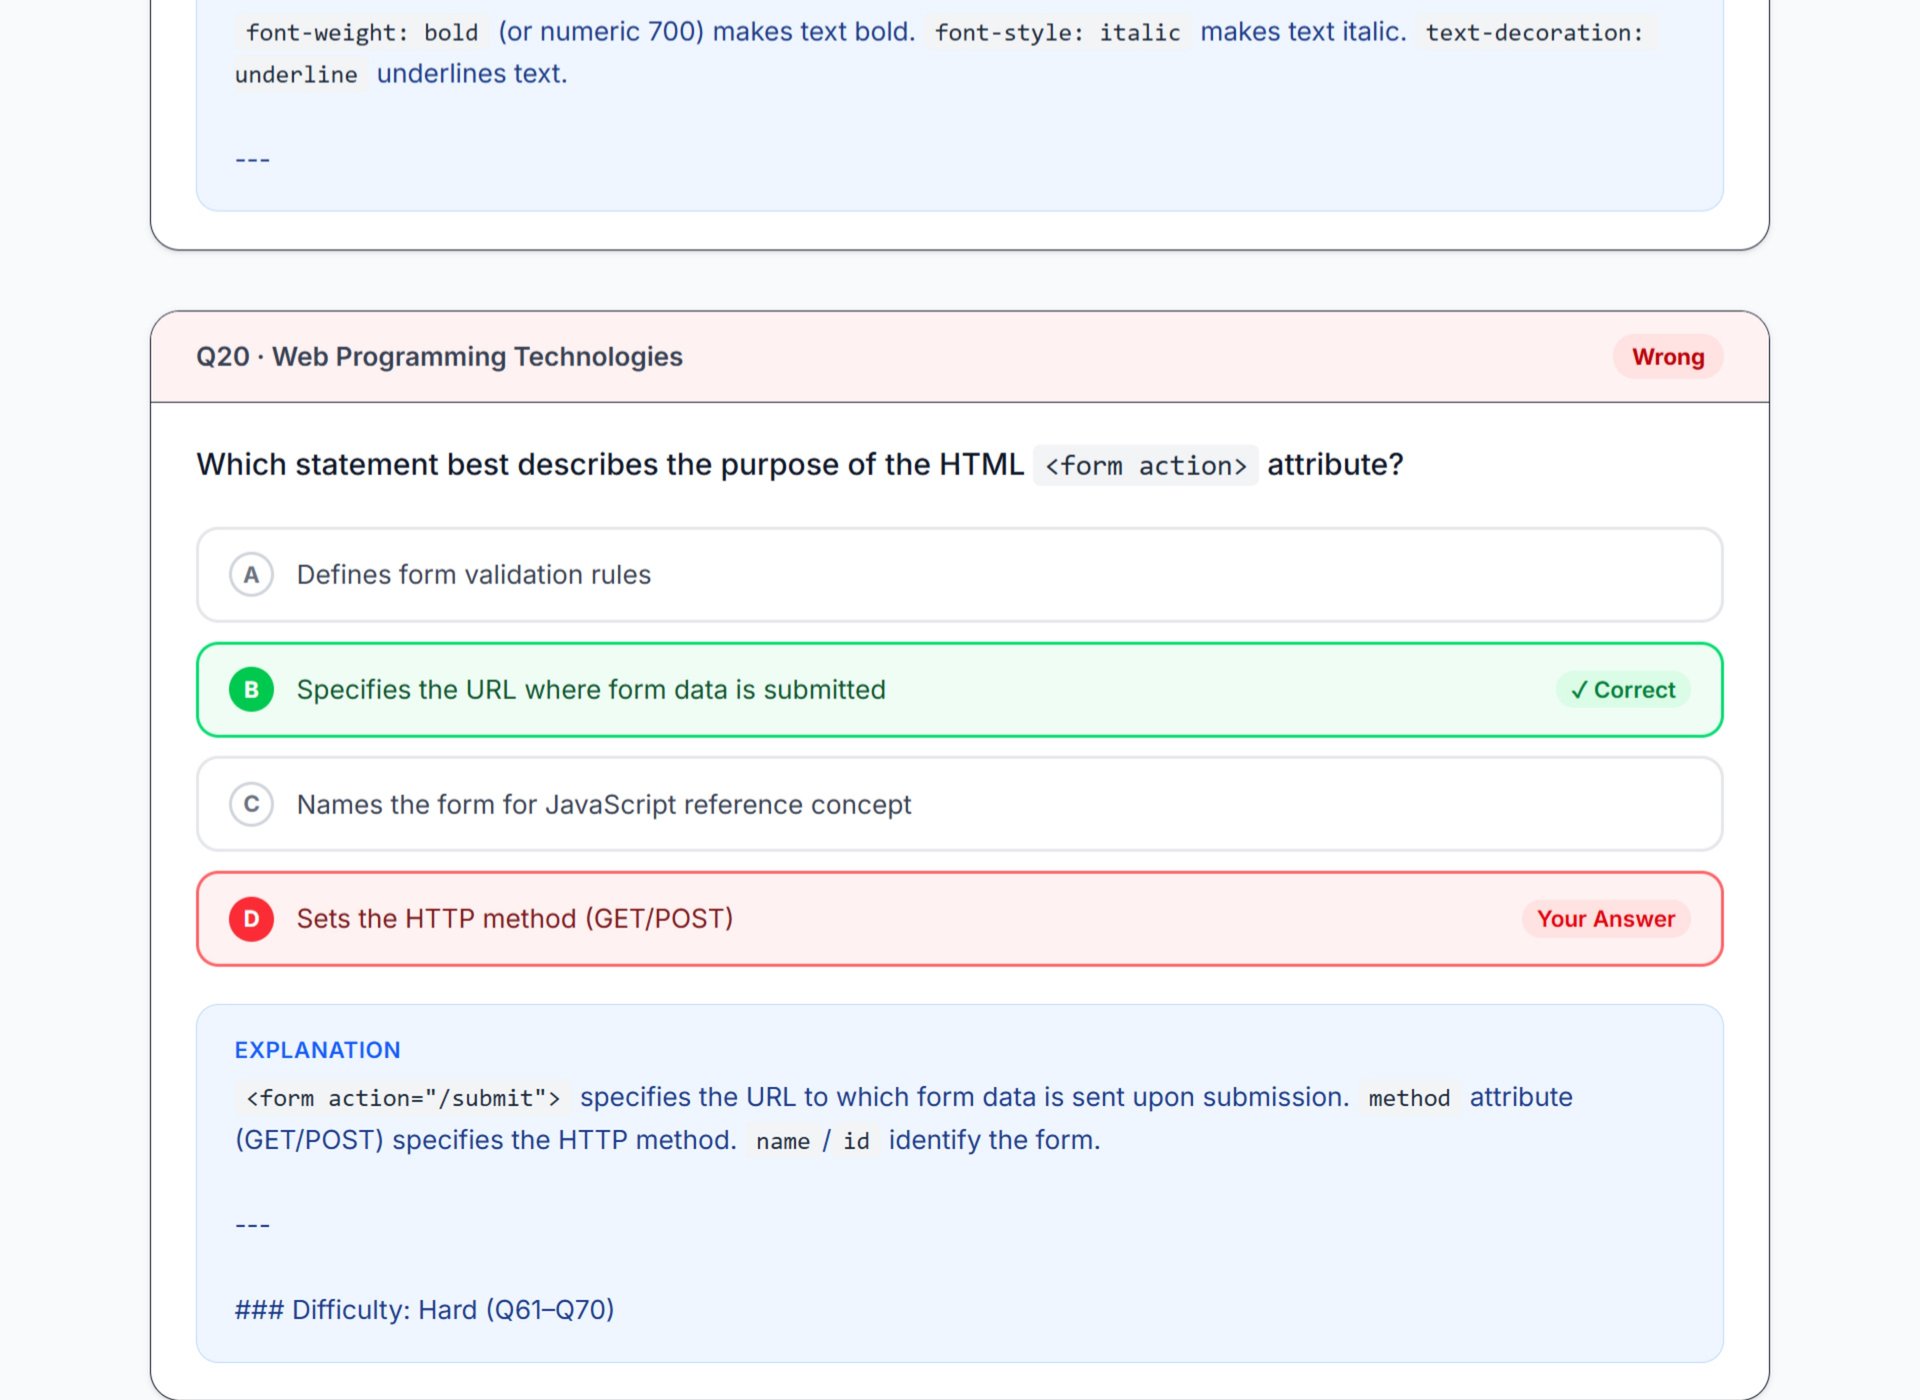 font-weight: bold (or numeric 700) makes text bold. font-style: italic makes text italic. text-decoration:
underline underlines text.
---
Q20 · Web Programming Technologies
Wrong
Which statement best describes the purpose of the HTML <form action> attribute?
A Defines form validation rules
B Specifies the URL where form data is submitted
✓ Correct
C Names the form for JavaScript reference concept
D Sets the HTTP method (GET/POST)
Your Answer
EXPLANATION
<form action="/submit"> specifies the URL to which form data is sent upon submission. method attribute
(GET/POST) specifies the HTTP method. name / id identify the form.
---
### Difficulty: Hard (Q61–Q70)